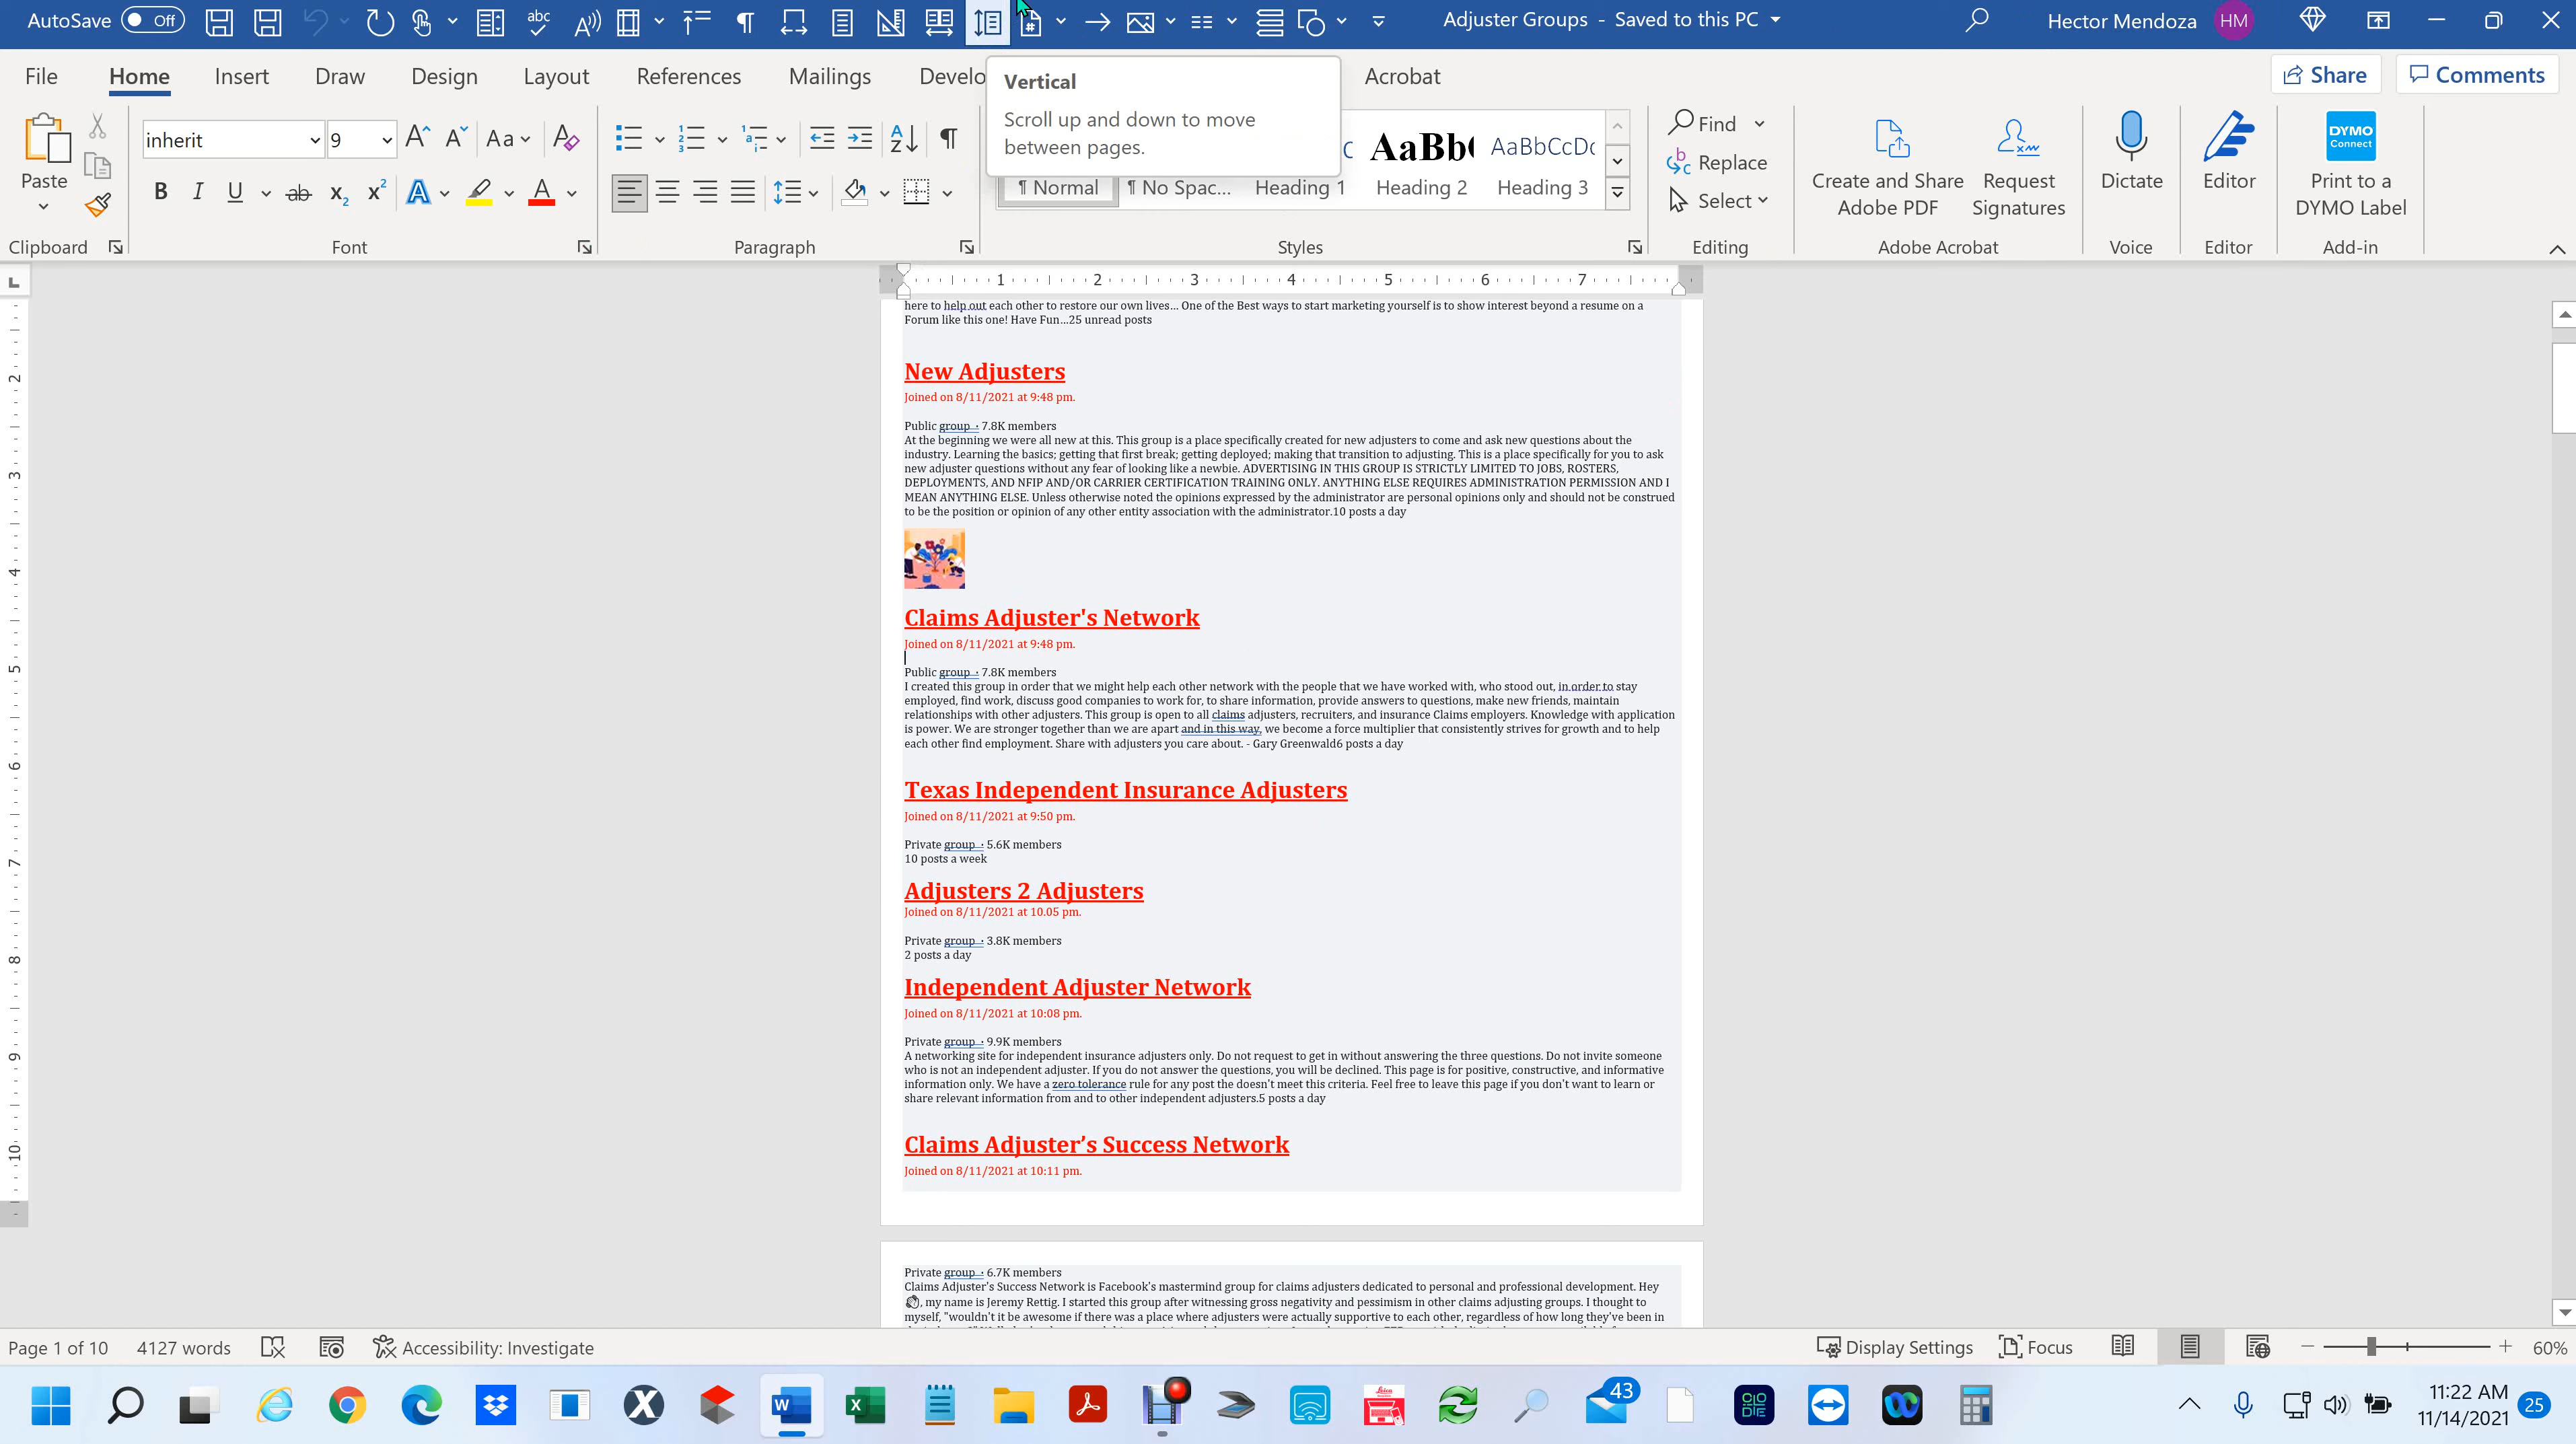 AutoSave Off
Adjuster Groups - Saved to this PC
Hector Mendoza HM
File Home Insert Draw Design Layout References Mailings Develo Acrobat
Share Comments
Vertical
Scroll up and down to move
between pages.
Paste
inherit 9
Find
Replace
Select
AaBbCcDc
¶ Normal ¶ No Spac... Heading 1 Heading 2 Heading 3
Create and Share
Adobe PDF
Request
Signatures
Dictate
Editor
DYMO
Connect
Print to a
DYMO Label
Clipboard Font Paragraph Styles Editing Adobe Acrobat Voice Editor Add-in
1 2 3 4 5 6 7
here to help out each other to restore our own lives... One of the Best ways to start marketing yourself is to show interest beyond a resume on a
Forum like this one! Have Fun...25 unread posts
New Adjusters
Joined on 8/11/2021 at 9:48 pm.
Public group · 7.8K members
At the beginning we were all new at this. This group is a place specifically created for new adjusters to come and ask new questions about the
industry. Learning the basics; getting that first break; getting deployed; making that transition to adjusting. This is a place specifically for you to ask
new adjuster questions without any fear of looking like a newbie. ADVERTISING IN THIS GROUP IS STRICTLY LIMITED TO JOBS, ROSTERS,
DEPLOYMENTS, AND NFIP AND/OR CARRIER CERTIFICATION TRAINING ONLY. ANYTHING ELSE REQUIRES ADMINISTRATION PERMISSION AND I
MEAN ANYTHING ELSE. Unless otherwise noted the opinions expressed by the administrator are personal opinions only and should not be construed
to be the position or opinion of any other entity association with the administrator.10 posts a day
Claims Adjuster's Network
Joined on 8/11/2021 at 9:48 pm.
Public group · 7.8K members
I created this group in order that we might help each other network with the people that we have worked with, who stood out, in order to stay
employed, find work, discuss good companies to work for, to share information, provide answers to questions, make new friends, maintain
relationships with other adjusters. This group is open to all claims adjusters, recruiters, and insurance Claims employers. Knowledge with application
is power. We are stronger together than we are apart and in this way, we become a force multiplier that consistently strives for growth and to help
each other find employment. Share with adjusters you care about. - Gary Greenwald6 posts a day
Texas Independent Insurance Adjusters
Joined on 8/11/2021 at 9:50 pm.
Private group · 5.6K members
10 posts a week
Adjusters 2 Adjusters
Joined on 8/11/2021 at 10.05 pm.
Private group · 3.8K members
2 posts a day
Independent Adjuster Network
Joined on 8/11/2021 at 10:08 pm.
Private group · 9.9K members
A networking site for independent insurance adjusters only. Do not request to get in without answering the three questions. Do not invite someone
who is not an independent adjuster. If you do not answer the questions, you will be declined. This page is for positive, constructive, and informative
information only. We have a zero tolerance rule for any post the doesn't meet this criteria. Feel free to leave this page if you don't want to learn or
share relevant information from and to other independent adjusters.5 posts a day
Claims Adjuster’s Success Network
Joined on 8/11/2021 at 10:11 pm.
Private group · 6.7K members
Claims Adjuster's Success Network is Facebook's mastermind group for claims adjusters dedicated to personal and professional development. Hey
, my name is Jeremy Rettig. I started this group after witnessing gross negativity and pessimism in other claims adjusting groups. I thought to
myself, "wouldn't it be awesome if there was a place where adjusters were actually supportive to each other, regardless of how long they've been in
2 3 4 5 6 7 8 9 10
Page 1 of 10 4127 words Accessibility: Investigate
Display Settings Focus 60%
43
11:22 AM
11/14/2021
25